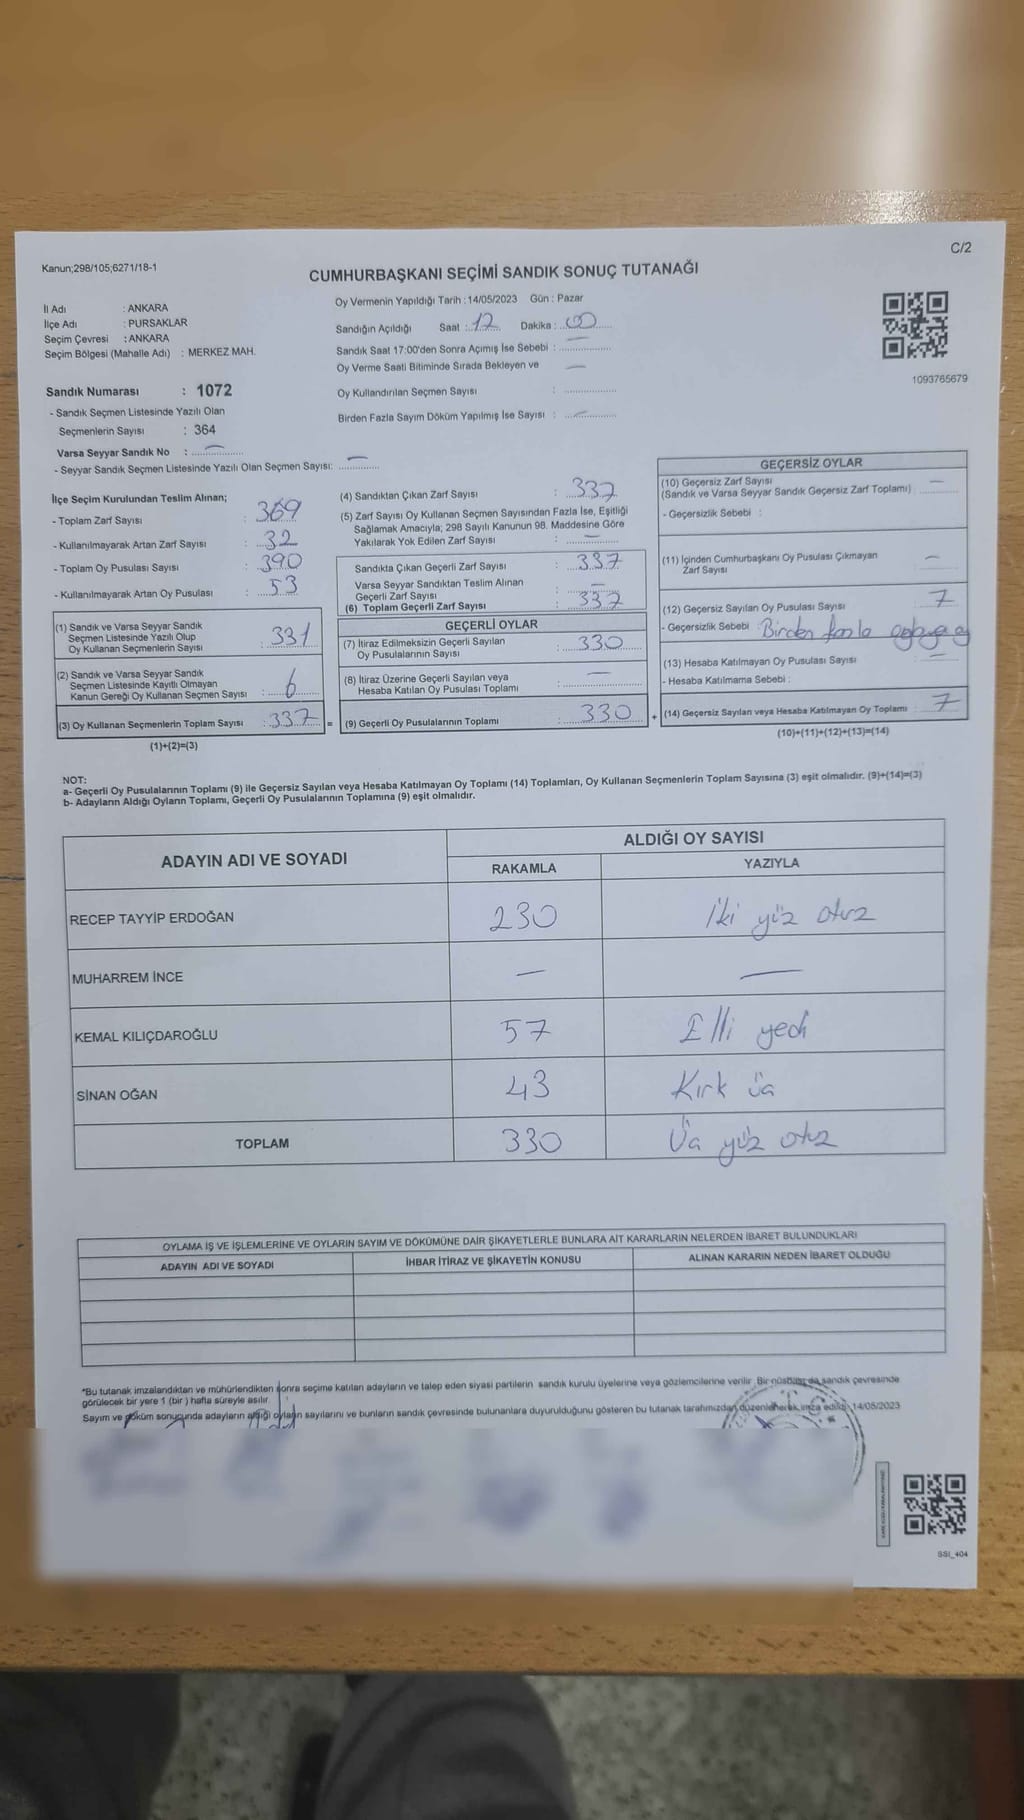 C/2
Kanun;298/105;6271/18-1
CUMHURBAŞKANI SEÇİMİ SANDIK SONUÇ TUTANAĞI
İl Adı : ANKARA
İlçe Adı : PURSAKLAR
Seçim Çevresi : ANKARA
Seçim Bölgesi (Mahalle Adı) : MERKEZ MAH.
Sandık Numarası : 1072
- Sandık Seçmen Listesinde Yazılı Olan
Seçmenlerin Sayısı : 364
Varsa Seyyar Sandık No : —
- Seyyar Sandık Seçmen Listesinde Yazılı Olan Seçmen Sayısı: —
Oy Vermenin Yapıldığı Tarih : 14/05/2023 Gün : Pazar
Sandığın Açıldığı Saat : 17 Dakika : 00
Sandık Saat 17:00'den Sonra Açımış İse Sebebi : —
Oy Verme Saati Bitiminde Sırada Bekleyen ve —
Oy Kullandırılan Seçmen Sayısı :
Birden Fazla Sayım Döküm Yapılmış İse Sayısı : —
1093765679
İlçe Seçim Kurulundan Teslim Alınan;
- Toplam Zarf Sayısı : 369
- Kullanılmayarak Artan Zarf Sayısı : 32
- Toplam Oy Pusulası Sayısı : 390
- Kullanılmayarak Artan Oy Pusulası : 53
(1) Sandık ve Varsa Seyyar Sandık
Seçmen Listesinde Yazılı Olup
Oy Kullanan Seçmenlerin Sayısı : 331
(2) Sandık ve Varsa Seyyar Sandık
Seçmen Listesinde Kayıtlı Olmayan
Kanun Gereği Oy Kullanan Seçmen Sayısı : 6
(3) Oy Kullanan Seçmenlerin Toplam Sayısı : 337 =
(1)+(2)=(3)
(4) Sandıktan Çıkan Zarf Sayısı : 337
(5) Zarf Sayısı Oy Kullanan Seçmen Sayısından Fazla İse, Eşitliği
Sağlamak Amacıyla; 298 Sayılı Kanunun 98. Maddesine Göre
Yakılarak Yok Edilen Zarf Sayısı : —
Sandıkta Çıkan Geçerli Zarf Sayısı : 337
Varsa Seyyar Sandıktan Teslim Alınan
Geçerli Zarf Sayısı : —
(6) Toplam Geçerli Zarf Sayısı : 337
GEÇERLİ OYLAR
(7) İtiraz Edilmeksizin Geçerli Sayılan
Oy Pusulalarının Sayısı : 330
(8) İtiraz Üzerine Geçerli Sayılan veya
Hesaba Katılan Oy Pusulası Toplamı : —
(9) Geçerli Oy Pusulalarının Toplamı : 330 +
GEÇERSİZ OYLAR
(10) Geçersiz Zarf Sayısı : —
(Sandık ve Varsa Seyyar Sandık Geçersiz Zarf Toplamı)
- Geçersizlik Sebebi :
(11) İçinden Cumhurbaşkanı Oy Pusulası Çıkmayan
Zarf Sayısı : —
(12) Geçersiz Sayılan Oy Pusulası Sayısı : 7
- Geçersizlik Sebebi : Birden fazla
(13) Hesaba Katılmayan Oy Pusulası Sayısı : —
- Hesaba Katılmama Sebebi :
(14) Geçersiz Sayılan veya Hesaba Katılmayan Oy Toplamı : 7
(10)+(11)+(12)+(13)=(14)
NOT:
a- Geçerli Oy Pusulalarının Toplamı (9) ile Geçersiz Sayılan veya Hesaba Katılmayan Oy Toplamı (14) Toplamları, Oy Kullanan Seçmenlerin Toplam Sayısına (3) eşit olmalıdır. (9)+(14)=(3)
b- Adayların Aldığı Oyların Toplamı, Geçerli Oy Pusulalarının Toplamına (9) eşit olmalıdır.
ADAYIN ADI VE SOYADI
ALDIĞI OY SAYISI
RAKAMLA YAZIYLA
RECEP TAYYİP ERDOĞAN 230 İki yüz otuz
MUHARREM İNCE — —
KEMAL KILIÇDAROĞLU 57 Elli yedi
SİNAN OĞAN 43 Kırk üç
TOPLAM 330 Üç yüz otuz
OYLAMA İŞ VE İŞLEMLERİNE VE OYLARIN SAYIM VE DÖKÜMÜNE DAİR ŞİKAYETLERLE BUNLARA AİT KARARLARIN NELERDEN İBARET BULUNDUKLARI
ADAYIN ADI VE SOYADI İHBAR İTİRAZ VE ŞİKAYETİN KONUSU ALINAN KARARIN NEDEN İBARET OLDUĞU
*Bu tutanak imzalandıktan ve mühürlendikten sonra seçime katılan adayların ve talep eden siyasi partilerin sandık kurulu üyelerine veya gözlemcilerine verilir. Bir nüshası da sandık çevresinde
görülecek bir yere 1 (bir ) hafta süreyle asılır.
Sayım ve döküm sonucunda adayların aldığı oyların sayılarını ve bunların sandık çevresinde bulunanlara duyurulduğunu gösteren bu tutanak tarafımızdan düzenlenerek imza edildi. 14/05/2023
SSI_404